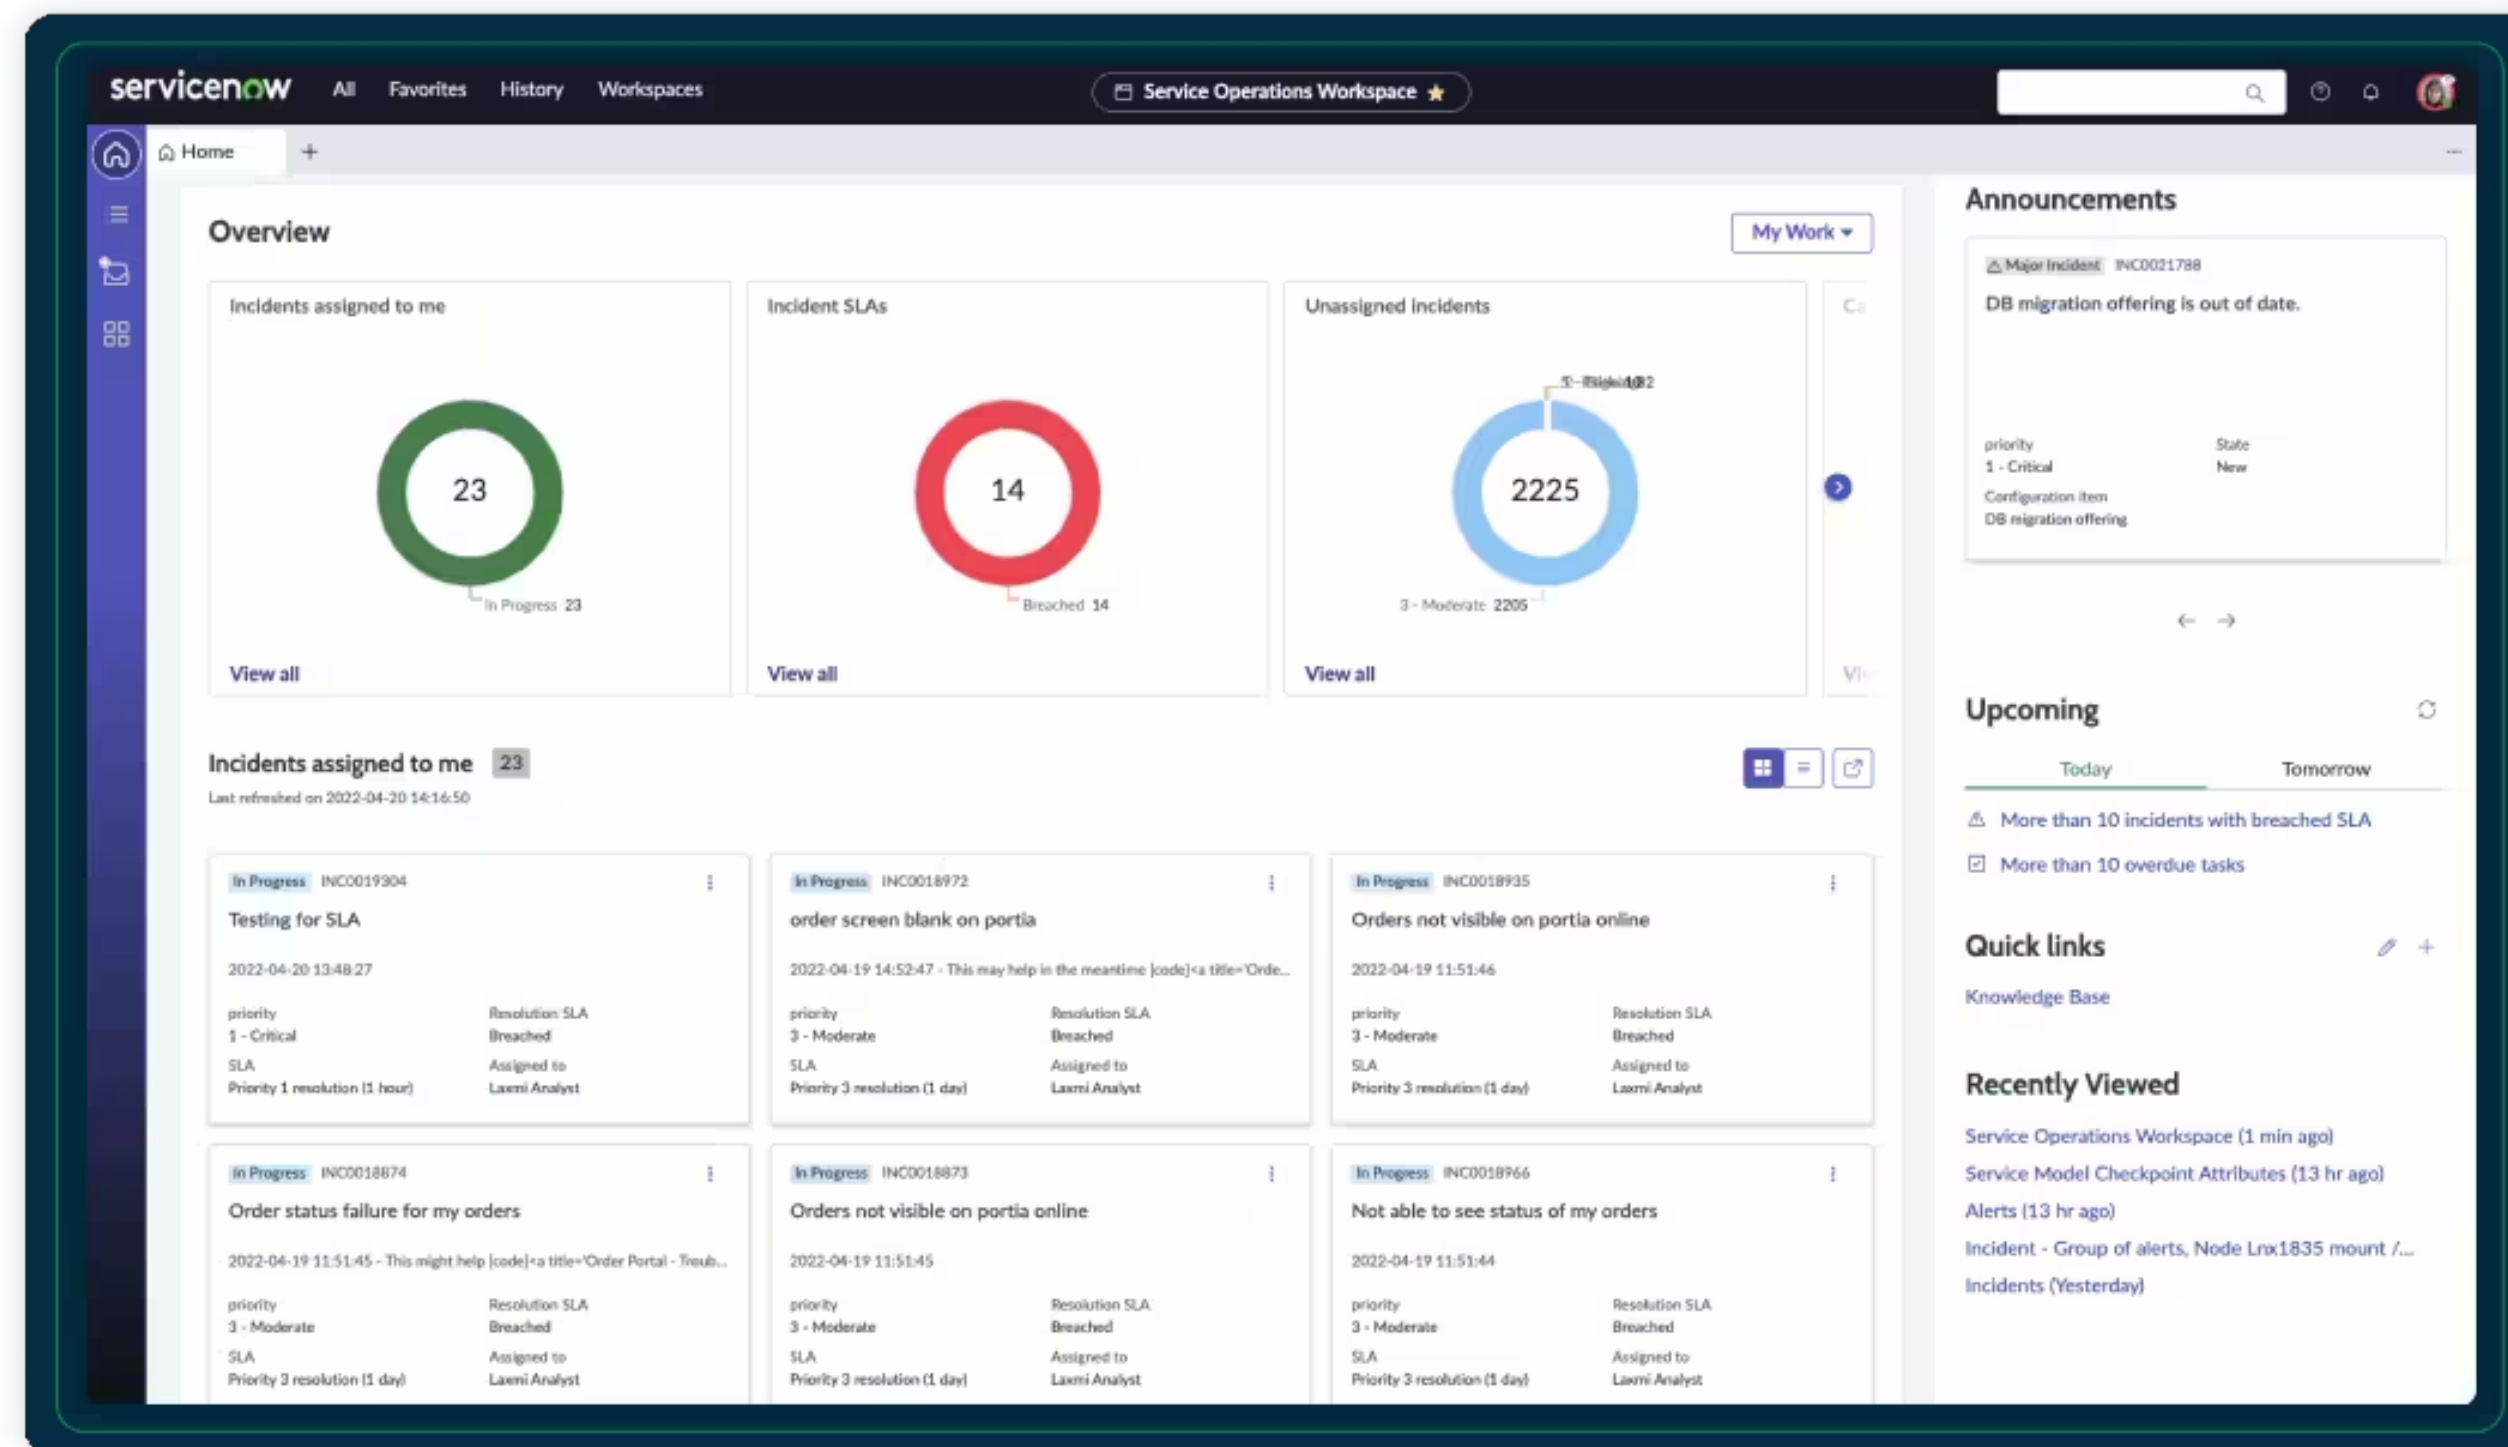 servicenow All Favorites History Workspaces Service Operations Workspace
Home
Overview
My Work
Incidents assigned to me
23
In Progress 23
View all
Incident SLAs
14
Breached 14
View all
Unassigned incidents
2225
3 - Moderate 2205
View all
Ca
Incidents assigned to me 23
Last refreshed on 2022-04-20 14:16:50
In Progress INC0019304
Testing for SLA
2022-04-20 13:48:27
priority Resolution SLA
1 - Critical Breached
SLA Assigned to
Priority 1 resolution (1 hour) Laxmi Analyst
In Progress INC0018972
order screen blank on portia
2022-04-19 14:52:47 - This may help in the meantime [code]<a title='Orde...
priority Resolution SLA
3 - Moderate Breached
SLA Assigned to
Priority 3 resolution (1 day) Laxmi Analyst
In Progress INC0018935
Orders not visible on portia online
2022-04-19 11:51:46
priority Resolution SLA
3 - Moderate Breached
SLA Assigned to
Priority 3 resolution (1 day) Laxmi Analyst
In Progress INC0018874
Order status failure for my orders
2022-04-19 11:51:45 - This might help [code]<a title='Order Portal - Troub...
priority Resolution SLA
3 - Moderate Breached
SLA Assigned to
Priority 3 resolution (1 day) Laxmi Analyst
In Progress INC0018873
Orders not visible on portia online
2022-04-19 11:51:45
priority Resolution SLA
3 - Moderate Breached
SLA Assigned to
Priority 3 resolution (1 day) Laxmi Analyst
In Progress INC0018966
Not able to see status of my orders
2022-04-19 11:51:44
priority Resolution SLA
3 - Moderate Breached
SLA Assigned to
Priority 3 resolution (1 day) Laxmi Analyst
Announcements
Major Incident INC0021788
DB migration offering is out of date.
priority State
1 - Critical New
Configuration item
DB migration offering
Upcoming
Today Tomorrow
More than 10 incidents with breached SLA
More than 10 overdue tasks
Quick links
Knowledge Base
Recently Viewed
Service Operations Workspace (1 min ago)
Service Model Checkpoint Attributes (13 hr ago)
Alerts (13 hr ago)
Incident - Group of alerts, Node Lnx1835 mount /...
Incidents (Yesterday)